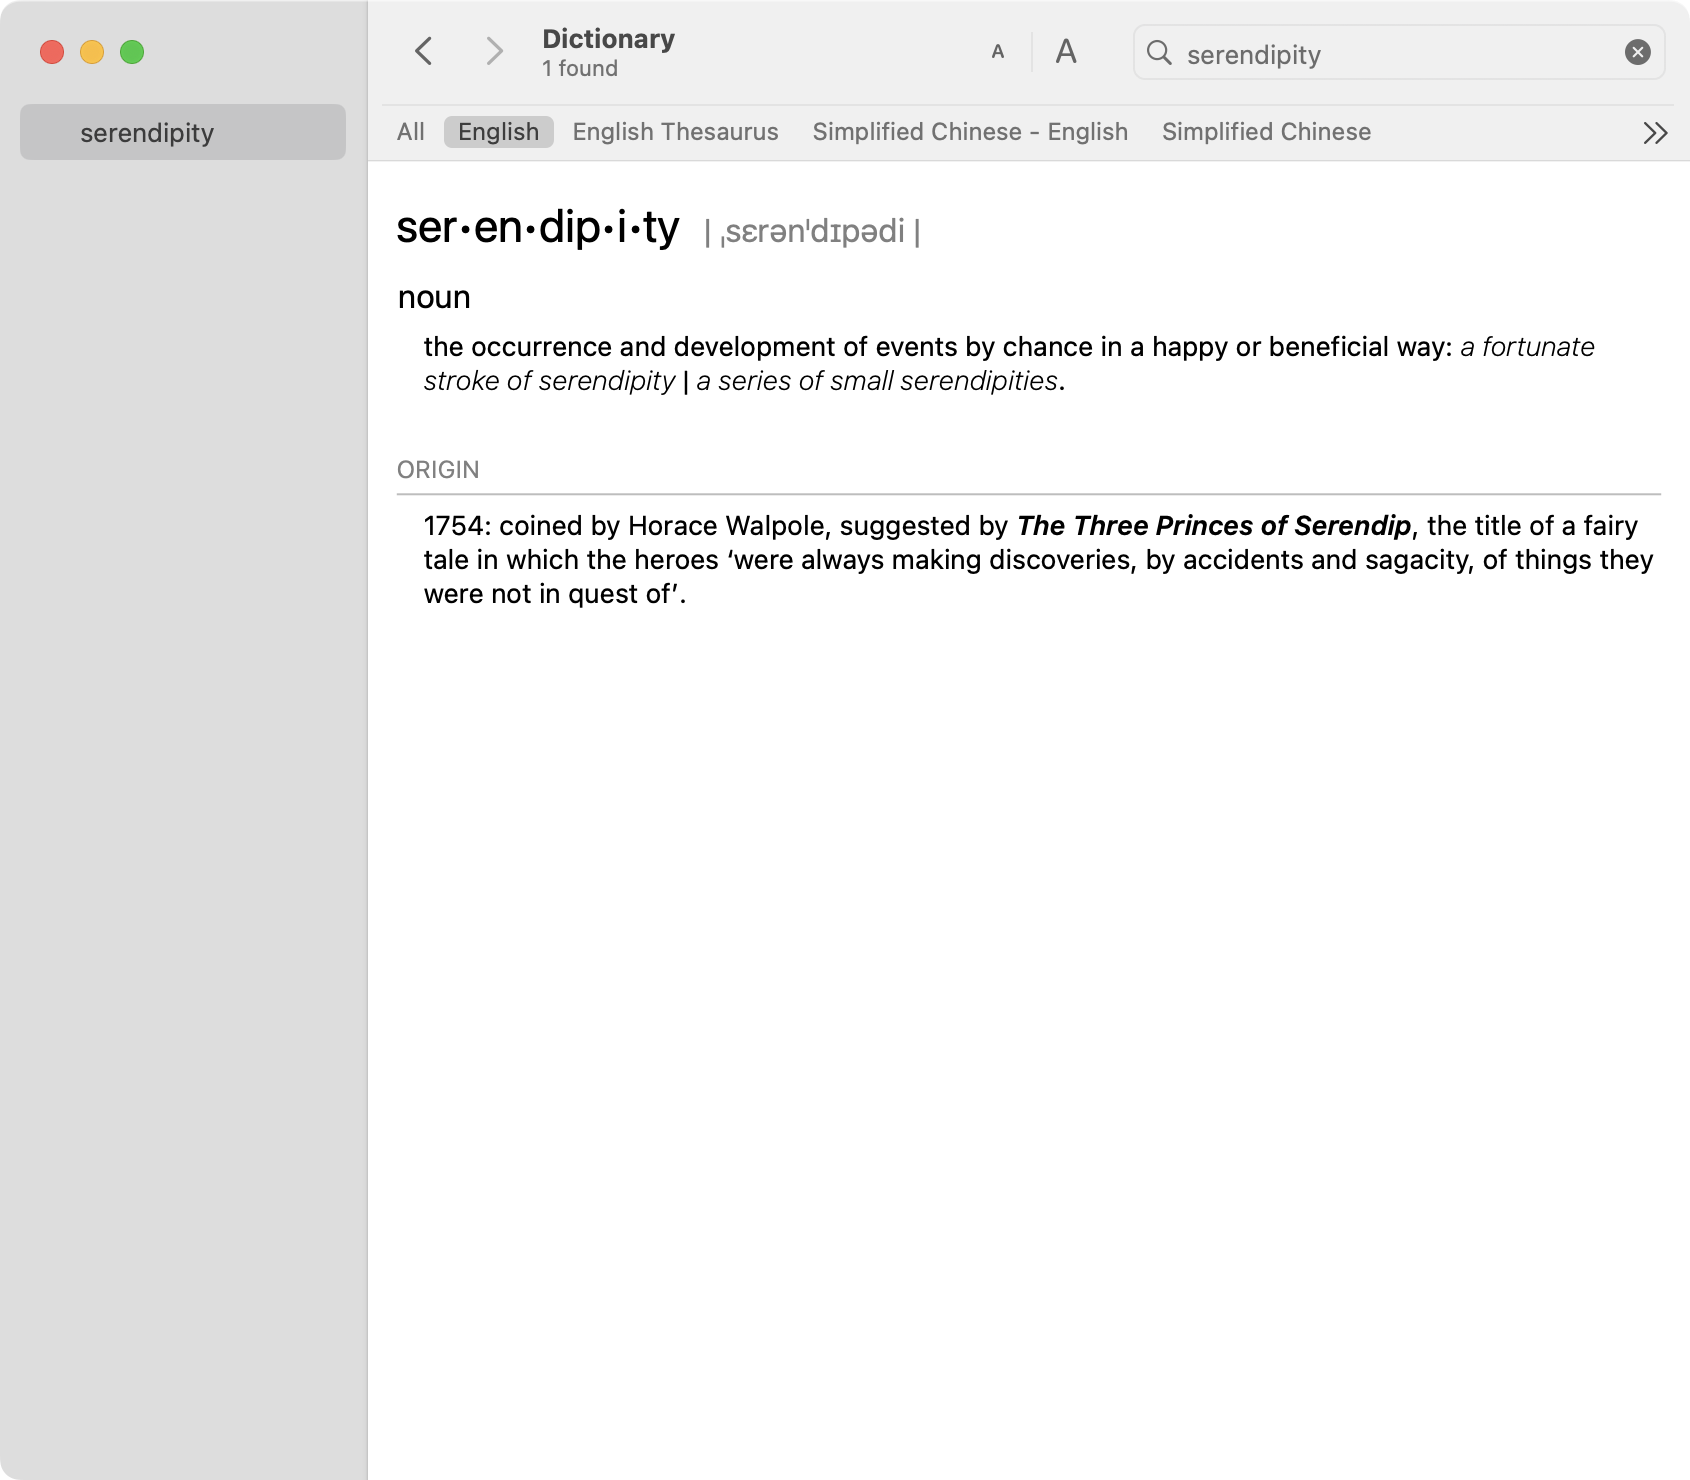 Dictionary
1 found
A
A
serendipity
serendipity
All English English Thesaurus Simplified Chinese - English Simplified Chinese
ser·en·dip·i·ty | ˌsɛrənˈdɪpədi |
noun
the occurrence and development of events by chance in a happy or beneficial way: a fortunate
stroke of serendipity | a series of small serendipities.
ORIGIN
1754: coined by Horace Walpole, suggested by The Three Princes of Serendip, the title of a fairy
tale in which the heroes ‘were always making discoveries, by accidents and sagacity, of things they
were not in quest of’.